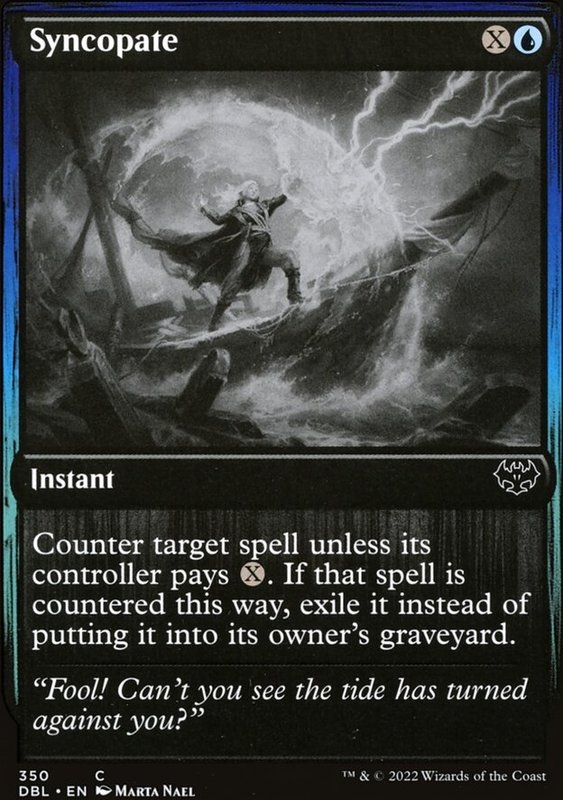 Syncopate X
Instant
Counter target spell unless its
controller pays X. If that spell is
countered this way, exile it instead of
putting it into its owner's graveyard.
“Fool! Can't you see the tide has turned
against you?”
350 C
DBL • EN Marta Nael ™ & © 2022 Wizards of the Coast